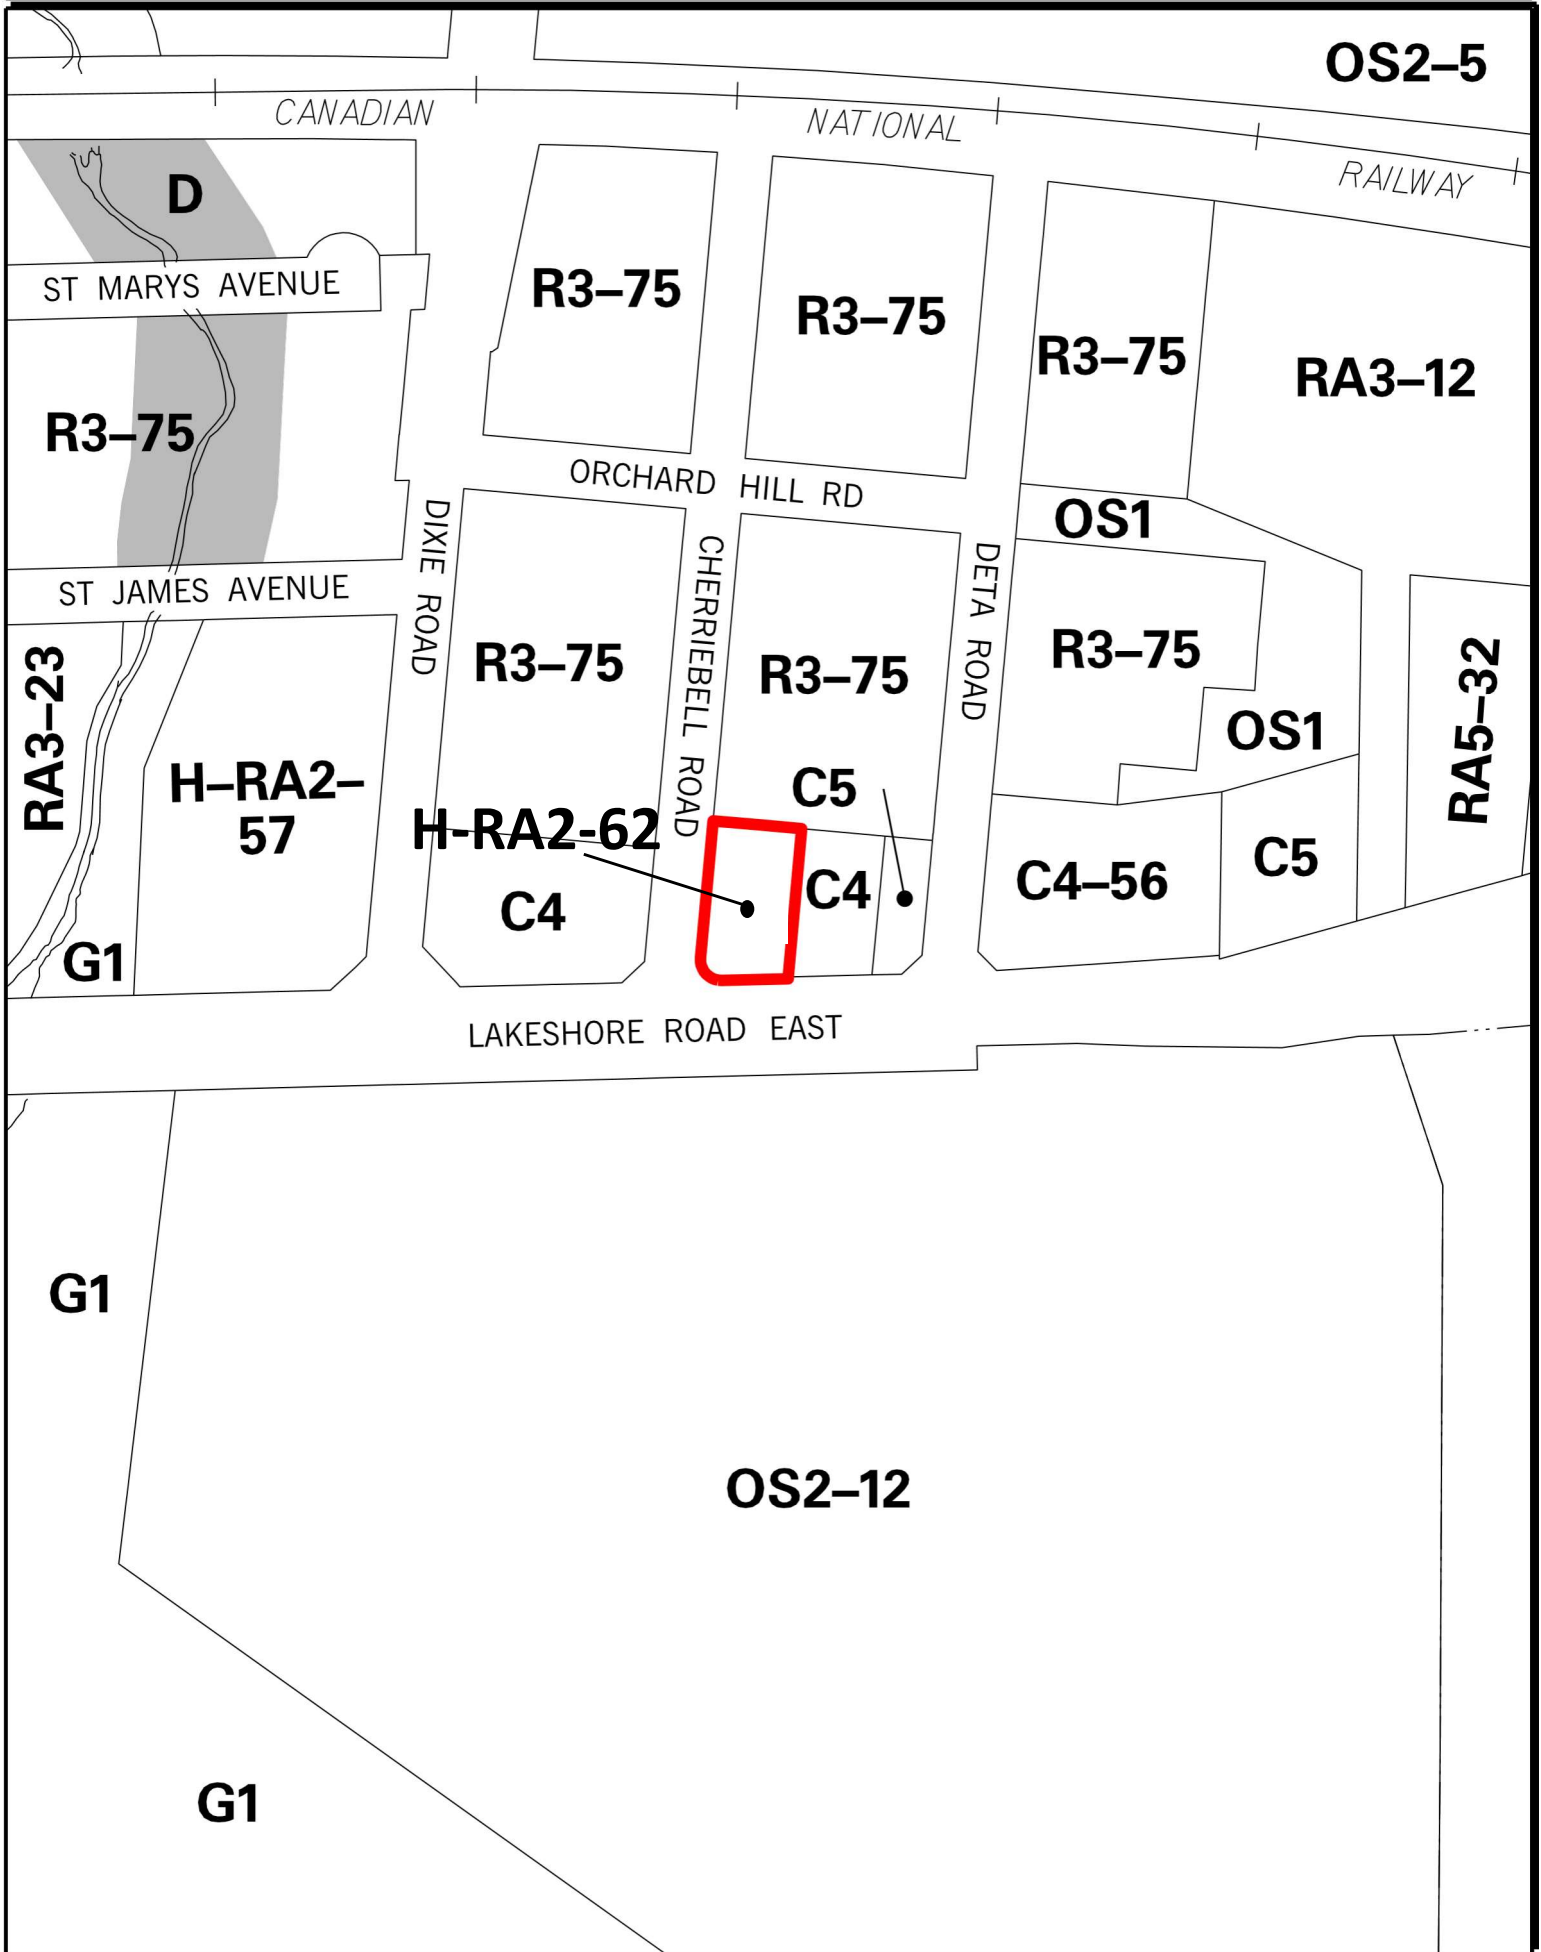 OS2–5
CANADIAN NATIONAL RAILWAY
D
ST MARYS AVENUE
R3–75
R3–75
R3–75
RA3–12
R3–75
ORCHARD HILL RD
OS1
DIXIE ROAD
CHERRIEBELL ROAD
DETA ROAD
ST JAMES AVENUE
R3–75
R3–75
R3–75
RA3–23
OS1
RA5–32
H–RA2–
57
C5
H-RA2-62
C4
C4
C4–56
C5
G1
LAKESHORE ROAD EAST
G1
OS2–12
G1